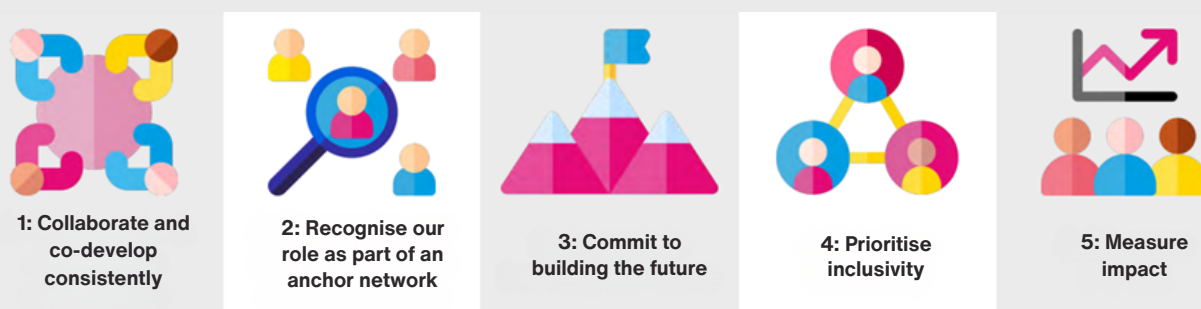 1: Collaborate and
co-develop
consistently
2: Recognise our
role as part of an
anchor network
3: Commit to
building the future
4: Prioritise
inclusivity
5: Measure
impact